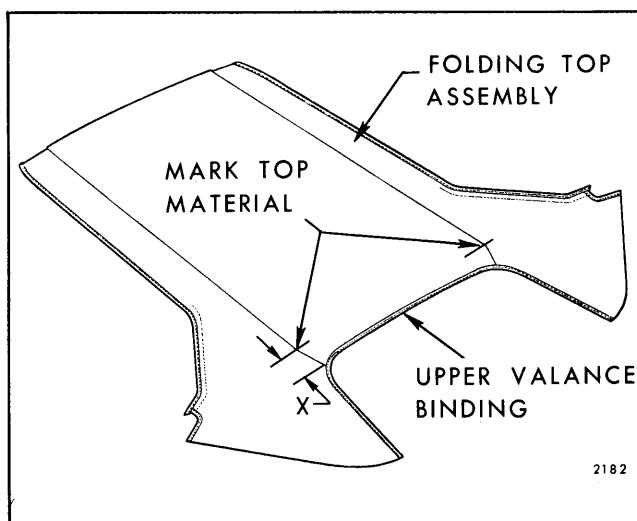 FOLDING TOP
ASSEMBLY
MARK TOP
MATERIAL
X
UPPER VALANCE
BINDING
2182